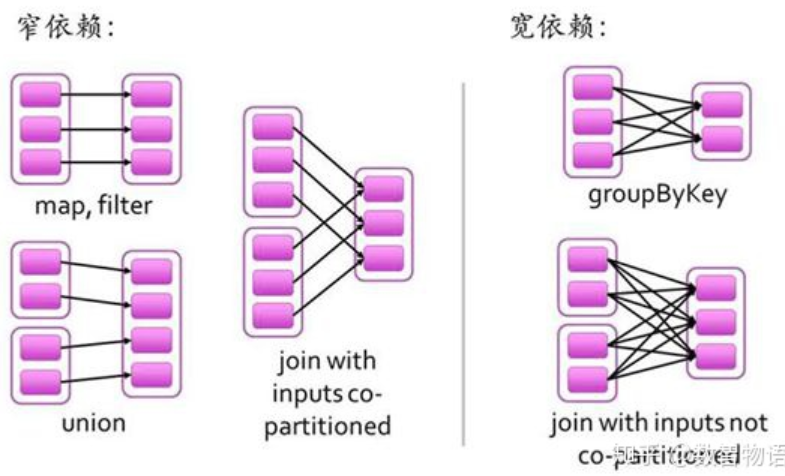 窄依赖:
宽依赖:
map, filter
union
join with
inputs co-
partitioned
groupByKey
join with inputs not
co-partitioned
知乎 @数据物语